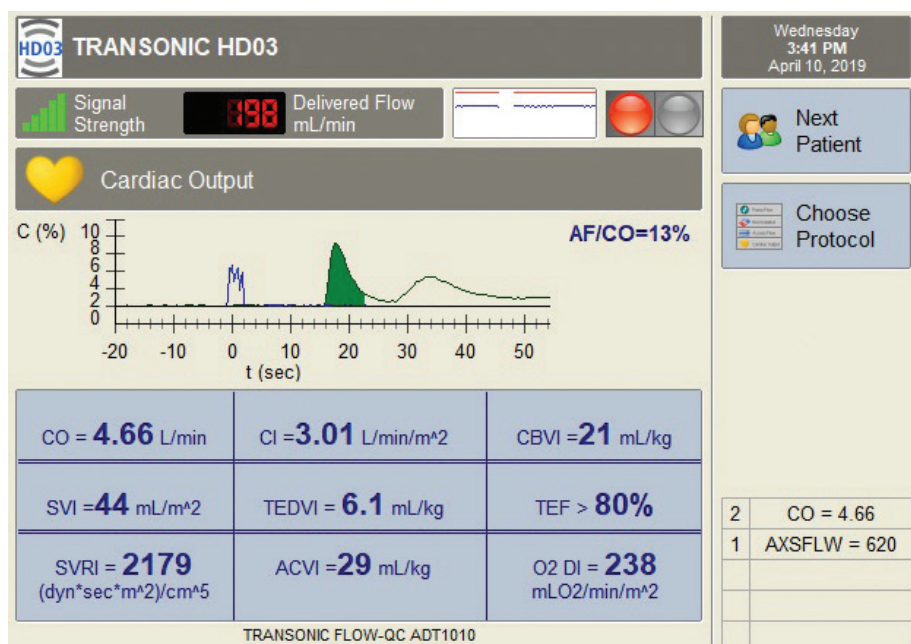 HD03 TRANSONIC HD03
Wednesday
3:41 PM
April 10, 2019
Signal
Strength
198
Delivered Flow
mL/min
Next
Patient
Cardiac Output
Choose
Protocol
C (%)
10
8
6
4
2
0
AF/CO=13%
-20 -10 0 10 20 30 40 50
t (sec)
CO = 4.66 L/min
CI =3.01 L/min/m^2
CBVI =21 mL/kg
SVI =44 mL/m^2
TEDVI = 6.1 mL/kg
TEF > 80%
SVRI = 2179
(dyn*sec*m^2)/cm^5
ACVI =29 mL/kg
O2 DI = 238
mLO2/min/m^2
2 CO = 4.66
1 AXSFLW = 620
TRANSONIC FLOW-QC ADT1010